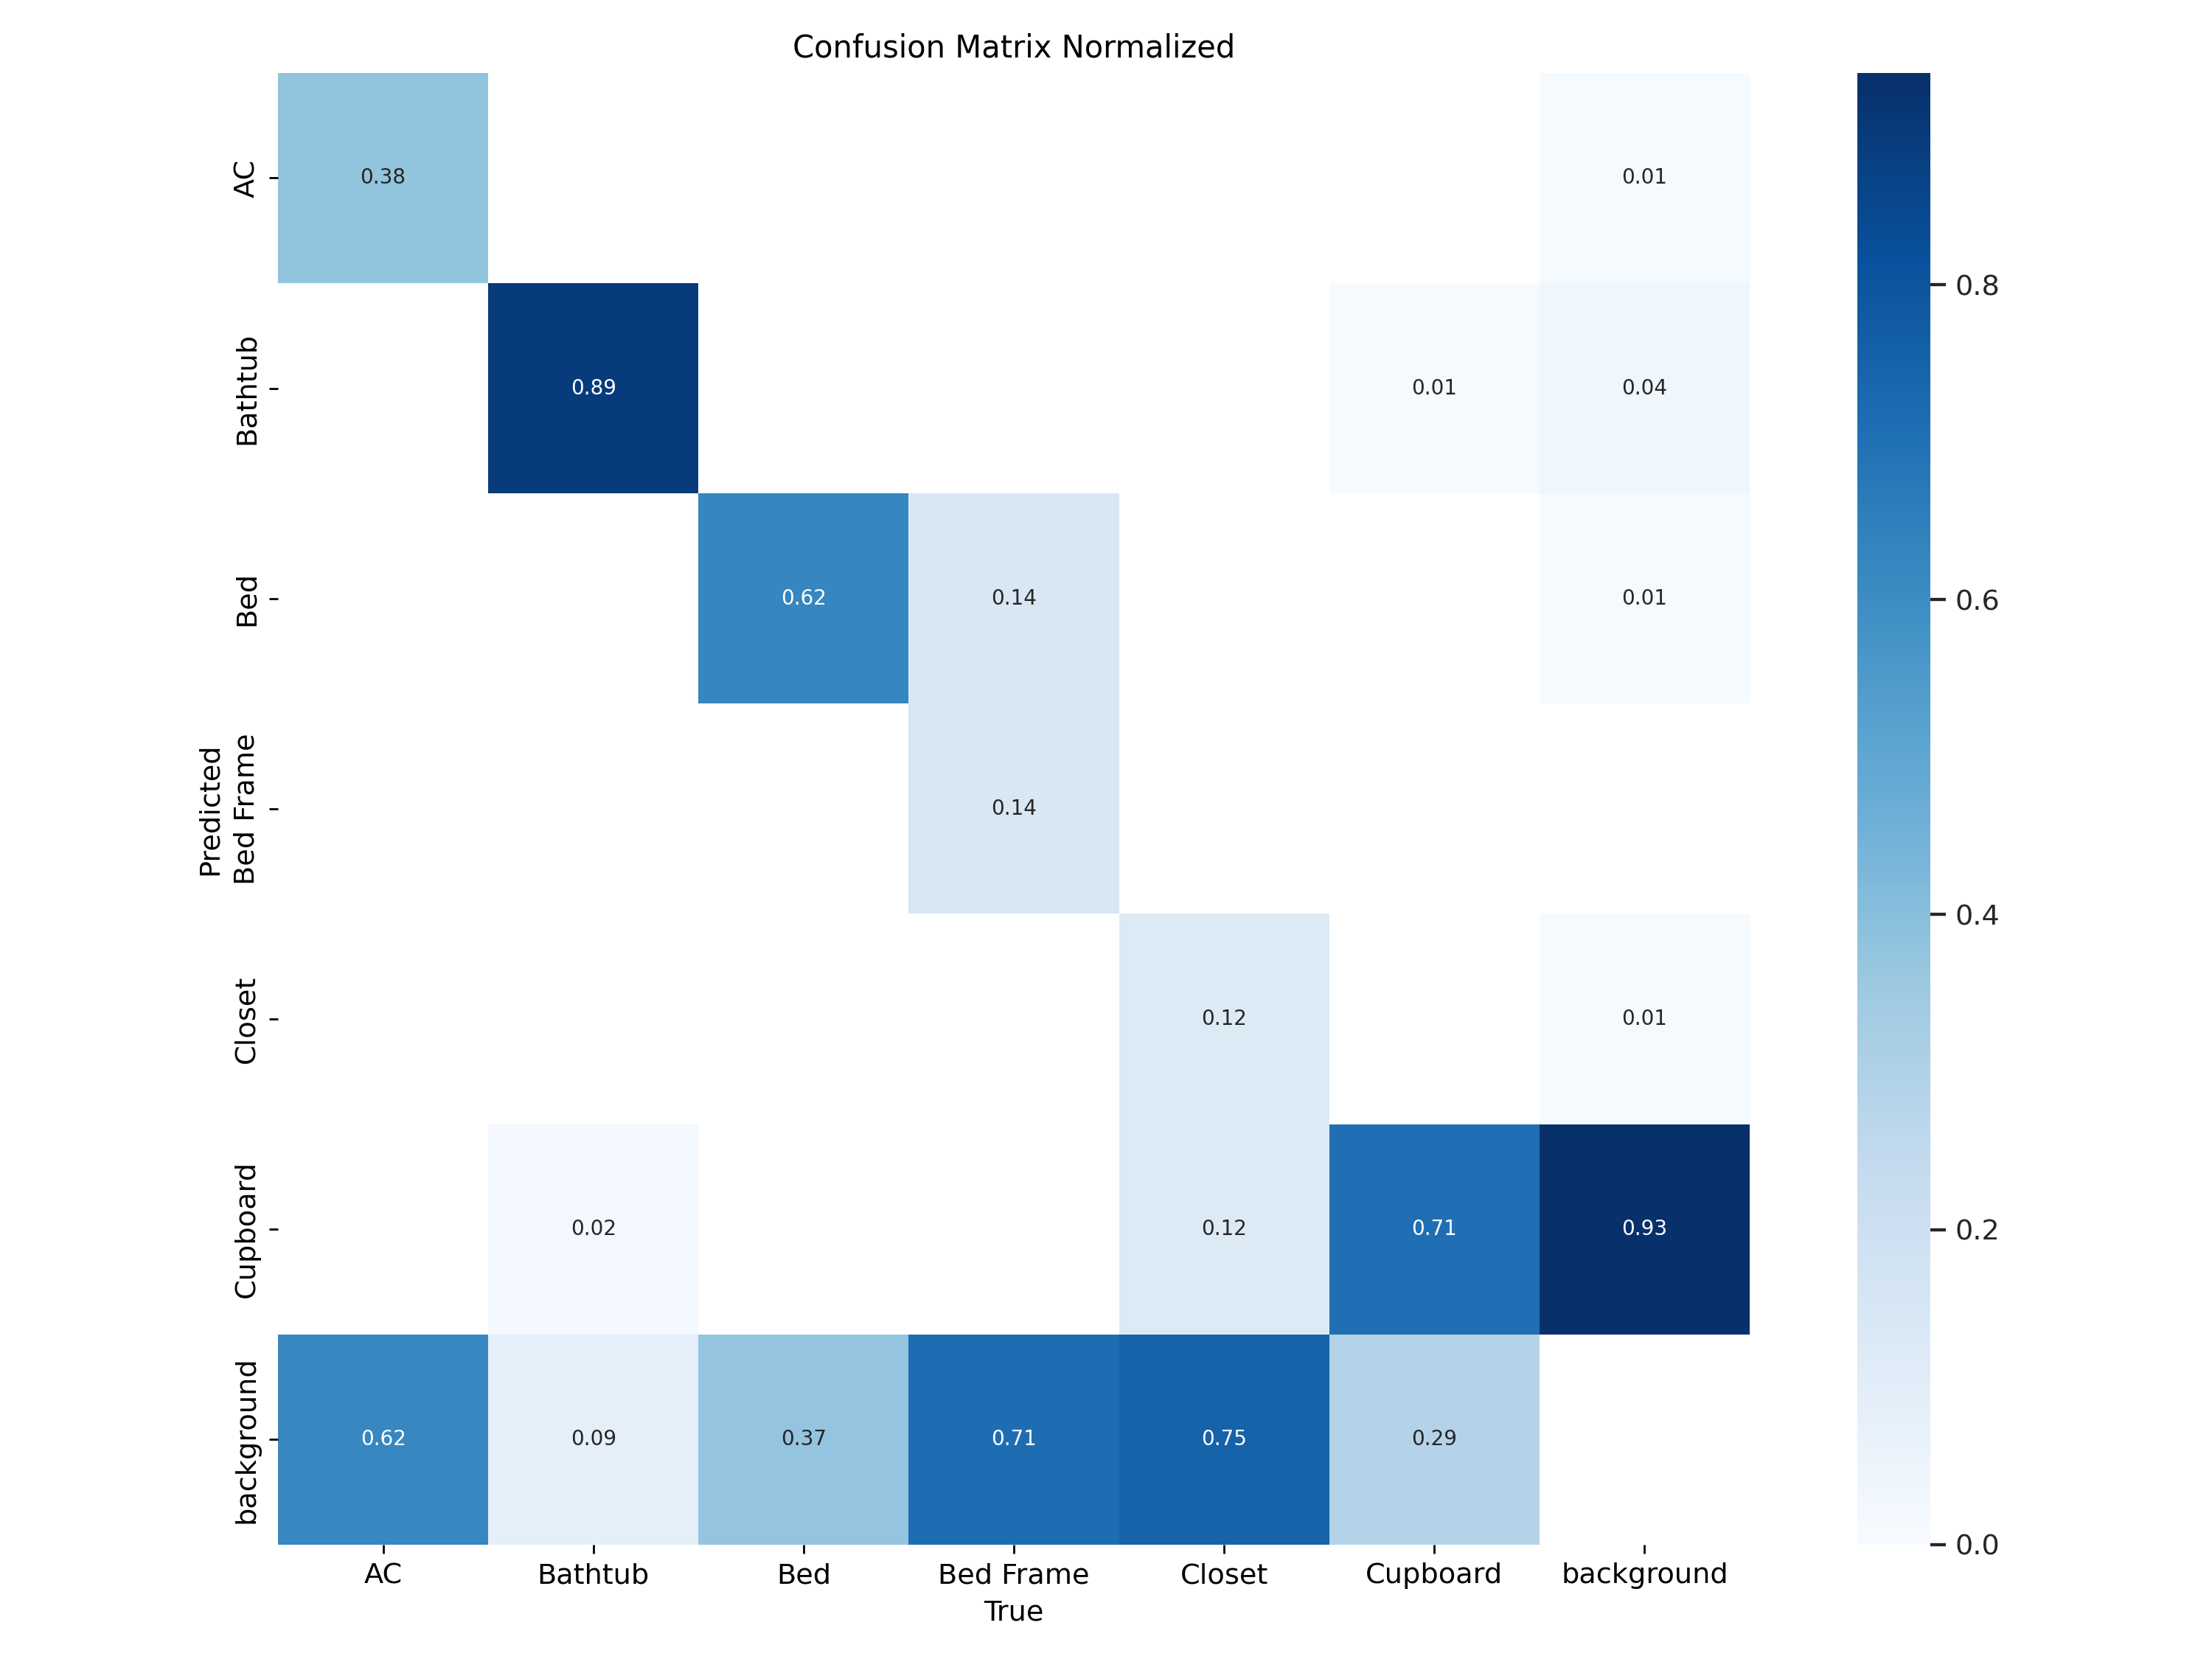 Confusion Matrix Normalized
AC
0.38
0.01
Bathtub
0.89
0.01
0.04
0.8
Bed
0.62
0.14
0.01
0.6
Predicted
Bed Frame
0.14
0.4
Closet
0.12
0.01
Cupboard
0.02
0.12
0.71
0.93
0.2
background
0.62
0.09
0.37
0.71
0.75
0.29
0.0
AC
Bathtub
Bed
Bed Frame
Closet
Cupboard
background
True